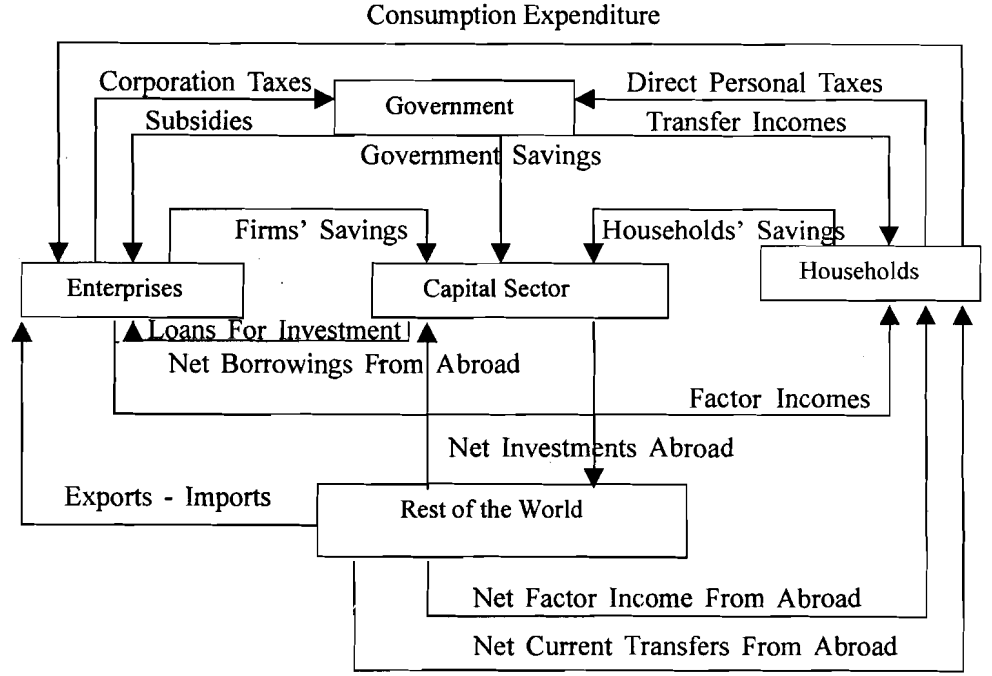 Consumption Expenditure
Corporation Taxes
Direct Personal Taxes
Government
Subsidies
Transfer Incomes
Government Savings
Firms' Savings
Households' Savings
Enterprises
Capital Sector
Households
Loans For Investment
Net Borrowings From Abroad
Factor Incomes
Net Investments Abroad
Exports - Imports
Rest of the World
Net Factor Income From Abroad
Net Current Transfers From Abroad